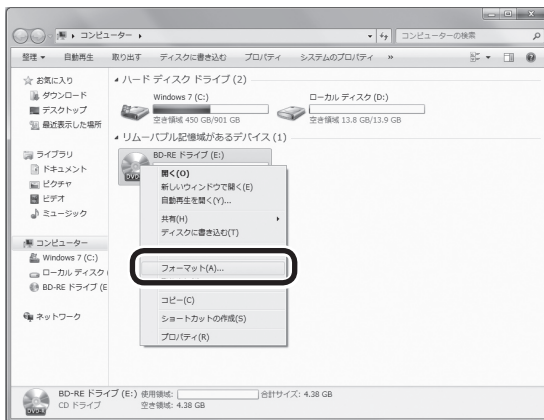 コンピューター
コンピューターの検索
整理 自動再生 取り出す ディスクに書き込む プロパティ システムのプロパティ »
お気に入り
ダウンロード
デスクトップ
最近表示した場所
ライブラリ
ドキュメント
ピクチャ
ビデオ
ミュージック
コンピューター
Windows 7 (C:)
ローカル ディスク (
BD-RE ドライブ (E
ネットワーク
ハード ディスク ドライブ (2)
Windows 7 (C:)
空き領域 450 GB/901 GB
ローカル ディスク (D:)
空き領域 13.8 GB/13.9 GB
リムーバブル記憶域があるデバイス (1)
BD-RE ドライブ (E:)
DVD
開く(O)
新しいウィンドウで開く(E)
自動再生を開く(Y)...
共有(H)
ディスクに書き込む(T)
フォーマット(A)...
コピー(C)
ショートカットの作成(S)
プロパティ(R)
BD-RE ドライブ (E:) 使用領域: 合計サイズ: 4.38 GB
CD ドライブ 空き領域: 4.38 GB
DVD-R